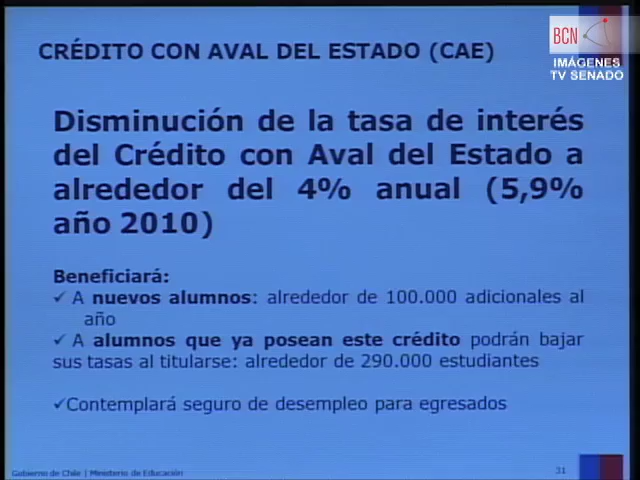 CRÉDITO CON AVAL DEL ESTADO (CAE)
BCN
IMÁGENES
TV SENADO
Disminución de la tasa de interés
del Crédito con Aval del Estado a
alrededor del 4% anual (5,9%
año 2010)
Beneficiará:
✓ A nuevos alumnos: alrededor de 100.000 adicionales al
año
✓ A alumnos que ya posean este crédito podrán bajar
sus tasas al titularse: alrededor de 290.000 estudiantes
✓Contemplará seguro de desempleo para egresados
Gobierno de Chile | Ministerio de Educación
31